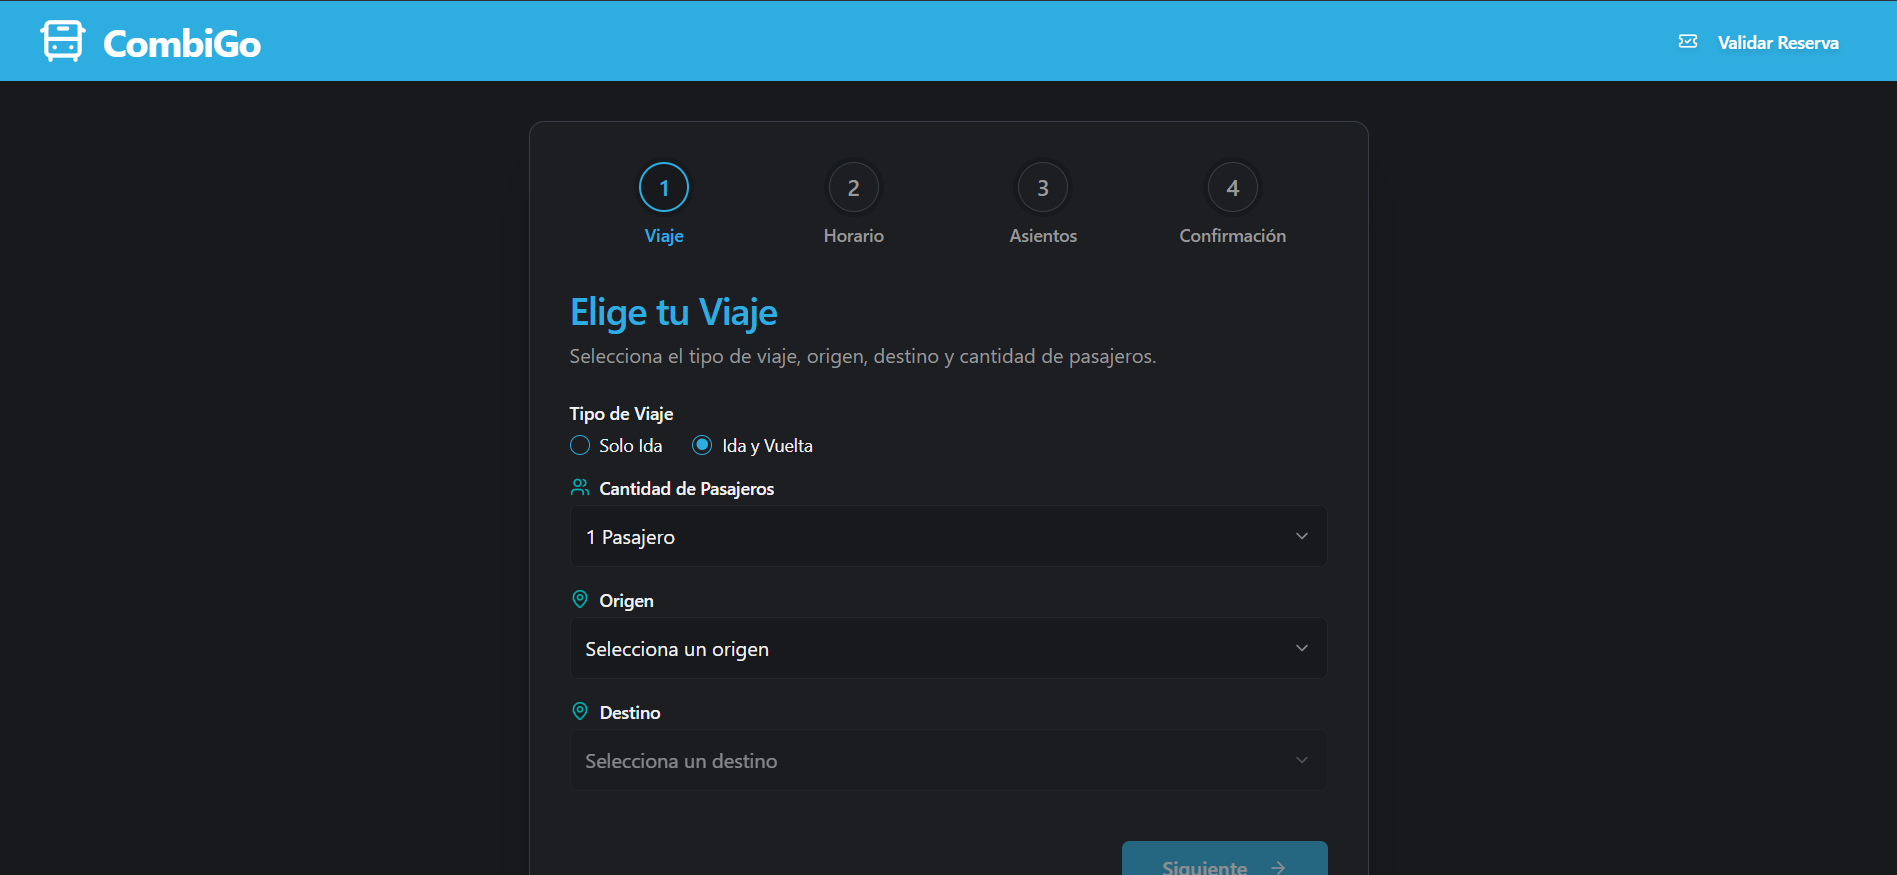 CombiGo
Validar Reserva
1
2
3
4
Viaje
Horario
Asientos
Confirmación
Elige tu Viaje
Selecciona el tipo de viaje, origen, destino y cantidad de pasajeros.
Tipo de Viaje
Solo Ida
Ida y Vuelta
Cantidad de Pasajeros
1 Pasajero
Origen
Selecciona un origen
Destino
Selecciona un destino
Siguiente